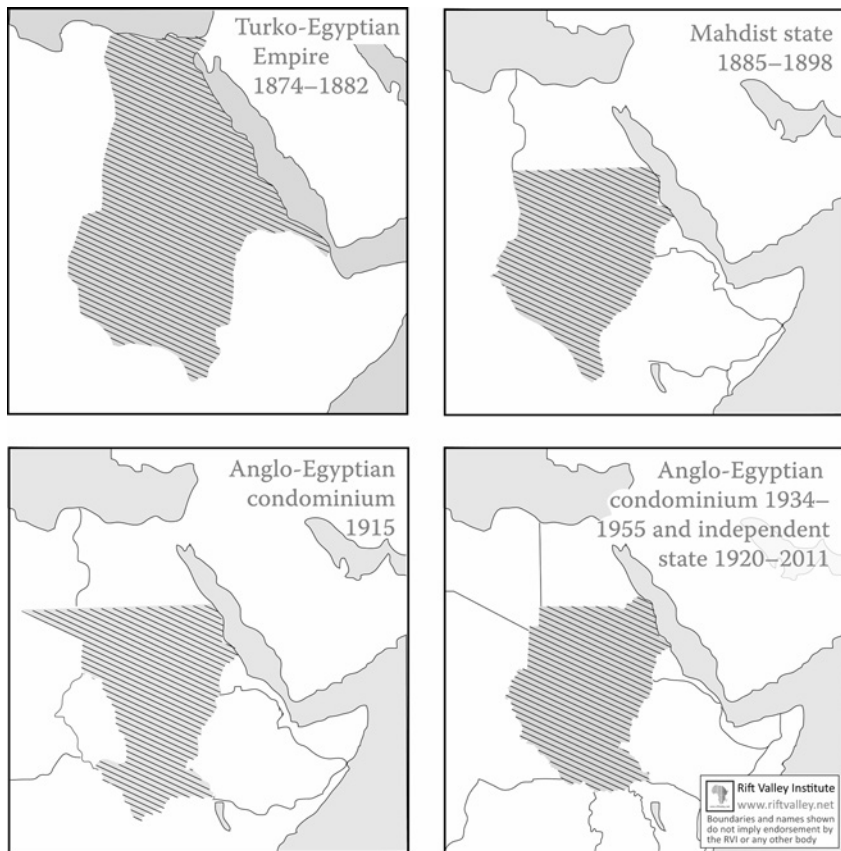 Turko-Egyptian
Empire
1874–1882
Mahdist state
1885–1898
Anglo-Egyptian
condominium
1915
Anglo-Egyptian
condominium 1934–
1955 and independent
state 1920–2011
Rift Valley Institute
www.riftvalley.net
Boundaries and names shown
do not imply endorsement by
the RVI or any other body